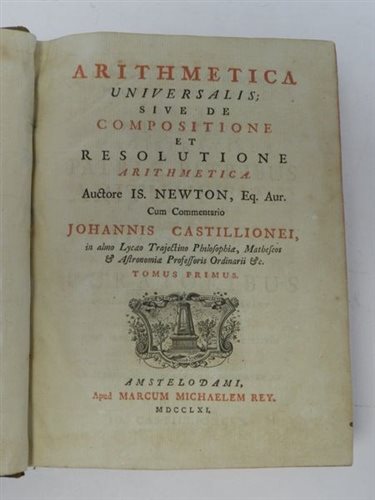 ARITHMETICA
UNIVERSALIS;
SIVE DE
COMPOSITIONE
ET
RESOLUTIONE
ARITHMETICA
Auctore IS. NEWTON, Eq. Aur.
Cum Commentario
JOHANNIS CASTILLIONEI,
in almo Lycæo Trajectino Philosophiæ, Matheseos
& Astronomiæ Professoris Ordinarii &c.
TOMUS PRIMUS.
AMSTELODAMI,
Apud MARCUM MICHAELEM REY.
MDCCLXI.